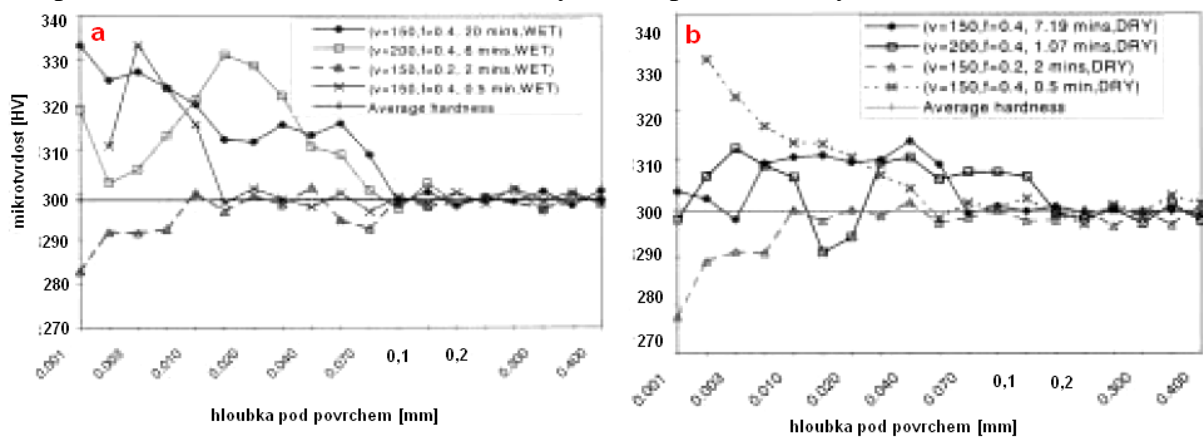 a
(v=150,f=0.4, 20 mins,WET)
(v=200,f=0.4, 6 mins,WET)
(v=150,f=0.2, 2 mins,WET)
(v=150,f=0.4, 0.5 min,WET)
Average hardness
mikrotvrdost [HV]
340
330
320
310
300
290
280
270
0.001
0.003
0.010
0.020
0.040
0.070
0,1
0,2
0.300
0.400
hloubka pod povrchem [mm]
b
(v=150,f=0.4, 7.19 mins,DRY)
(v=200,f=0.4, 1.07 mins,DRY)
(v=150,f=0.2, 2 mins,DRY)
(v=150,f=0.4, 0.5 min,DRY)
Average hardness
mikrotvrdost [HV]
340
330
320
310
300
290
280
270
0.001
0.003
0.010
0.020
0.040
0.070
0,1
0,2
0.300
0.400
hloubka pod povrchem [mm]